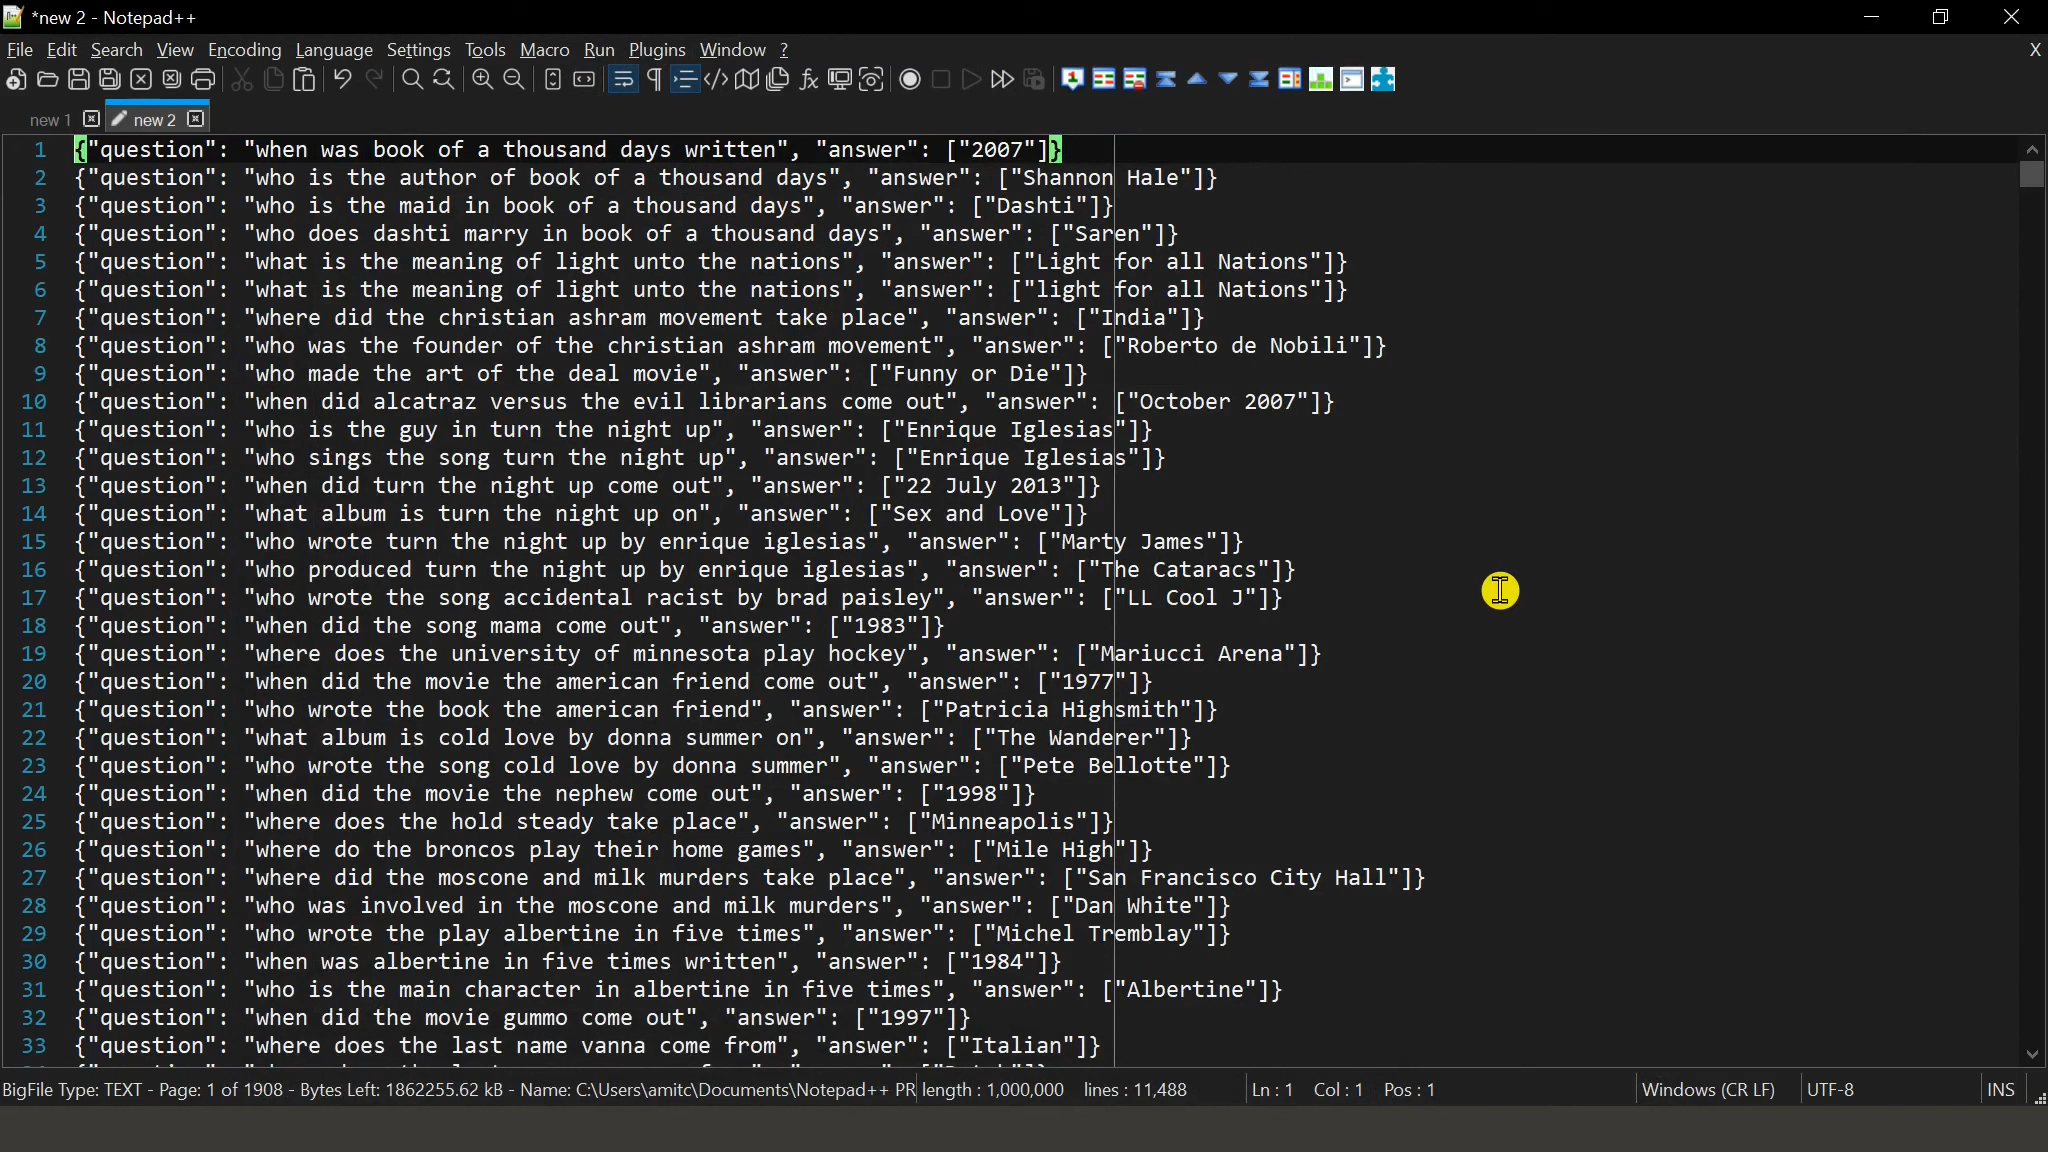 *new 2 - Notepad++
File Edit Search View Encoding Language Settings Tools Macro Run Plugins Window ? X
new 1 new 2
1 {"question": "when was book of a thousand days written", "answer": ["2007"]}
2 {"question": "who is the author of book of a thousand days", "answer": ["Shannon Hale"]}
3 {"question": "who is the maid in book of a thousand days", "answer": ["Dashti"]}
4 {"question": "who does dashti marry in book of a thousand days", "answer": ["Saren"]}
5 {"question": "what is the meaning of light unto the nations", "answer": ["Light for all Nations"]}
6 {"question": "what is the meaning of light unto the nations", "answer": ["light for all Nations"]}
7 {"question": "where did the christian ashram movement take place", "answer": ["India"]}
8 {"question": "who was the founder of the christian ashram movement", "answer": ["Roberto de Nobili"]}
9 {"question": "who made the art of the deal movie", "answer": ["Funny or Die"]}
10 {"question": "when did alcatraz versus the evil librarians come out", "answer": ["October 2007"]}
11 {"question": "who is the guy in turn the night up", "answer": ["Enrique Iglesias"]}
12 {"question": "who sings the song turn the night up", "answer": ["Enrique Iglesias"]}
13 {"question": "when did turn the night up come out", "answer": ["22 July 2013"]}
14 {"question": "what album is turn the night up on", "answer": ["Sex and Love"]}
15 {"question": "who wrote turn the night up by enrique iglesias", "answer": ["Marty James"]}
16 {"question": "who produced turn the night up by enrique iglesias", "answer": ["The Cataracs"]}
17 {"question": "who wrote the song accidental racist by brad paisley", "answer": ["LL Cool J"]}
18 {"question": "when did the song mama come out", "answer": ["1983"]}
19 {"question": "where does the university of minnesota play hockey", "answer": ["Mariucci Arena"]}
20 {"question": "when did the movie the american friend come out", "answer": ["1977"]}
21 {"question": "who wrote the book the american friend", "answer": ["Patricia Highsmith"]}
22 {"question": "what album is cold love by donna summer on", "answer": ["The Wanderer"]}
23 {"question": "who wrote the song cold love by donna summer", "answer": ["Pete Bellotte"]}
24 {"question": "when did the movie the nephew come out", "answer": ["1998"]}
25 {"question": "where does the hold steady take place", "answer": ["Minneapolis"]}
26 {"question": "where do the broncos play their home games", "answer": ["Mile High"]}
27 {"question": "where did the moscone and milk murders take place", "answer": ["San Francisco City Hall"]}
28 {"question": "who was involved in the moscone and milk murders", "answer": ["Dan White"]}
29 {"question": "who wrote the play albertine in five times", "answer": ["Michel Tremblay"]}
30 {"question": "when was albertine in five times written", "answer": ["1984"]}
31 {"question": "who is the main character in albertine in five times", "answer": ["Albertine"]}
32 {"question": "when did the movie gummo come out", "answer": ["1997"]}
33 {"question": "where does the last name vanna come from", "answer": ["Italian"]}
BigFile Type: TEXT - Page: 1 of 1908 - Bytes Left: 1862255.62 kB - Name: C:\Users\amitc\Documents\Notepad++ PR length : 1,000,000 lines : 11,488 Ln : 1 Col : 1 Pos : 1 Windows (CR LF) UTF-8 INS